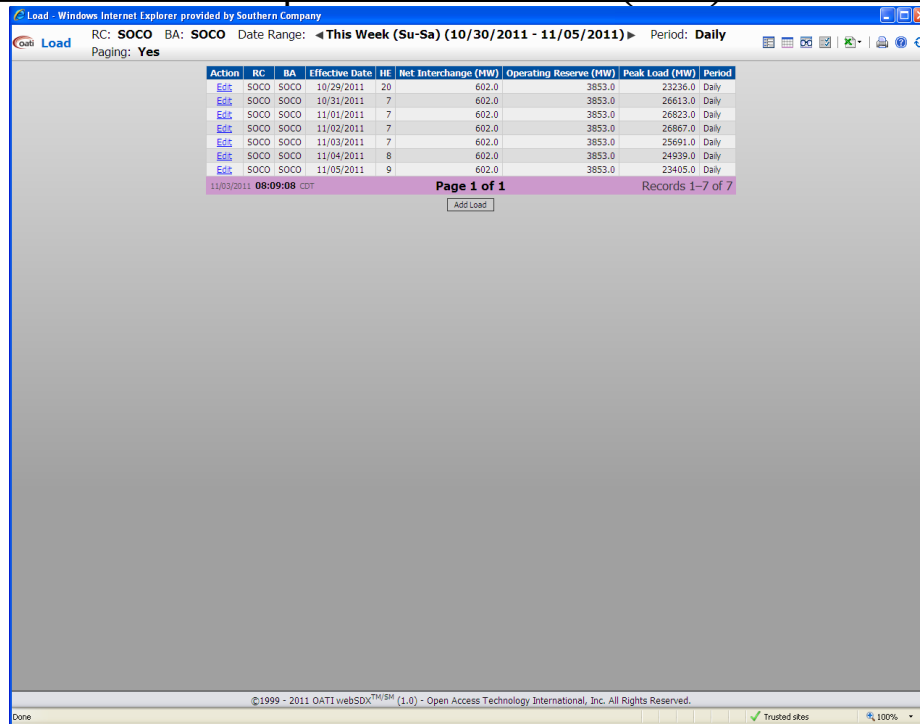 Load - Windows Internet Explorer provided by Southern Company
oati Load RC: SOCO BA: SOCO Date Range: ◄This Week (Su-Sa) (10/30/2011 - 11/05/2011)► Period: Daily
Paging: Yes
Action RC BA Effective Date HE Net Interchange (MW) Operating Reserve (MW) Peak Load (MW) Period
Edit SOCO SOCO 10/29/2011 20 602.0 3853.0 23236.0 Daily
Edit SOCO SOCO 10/31/2011 7 602.0 3853.0 26613.0 Daily
Edit SOCO SOCO 11/01/2011 7 602.0 3853.0 26823.0 Daily
Edit SOCO SOCO 11/02/2011 7 602.0 3853.0 26867.0 Daily
Edit SOCO SOCO 11/03/2011 7 602.0 3853.0 25691.0 Daily
Edit SOCO SOCO 11/04/2011 8 602.0 3853.0 24939.0 Daily
Edit SOCO SOCO 11/05/2011 9 602.0 3853.0 23405.0 Daily
11/03/2011 08:09:08 CDT Page 1 of 1 Records 1–7 of 7
Add Load
©1999 - 2011 OATI webSDX™/SM (1.0) - Open Access Technology International, Inc. All Rights Reserved.
Done Trusted sites 100%